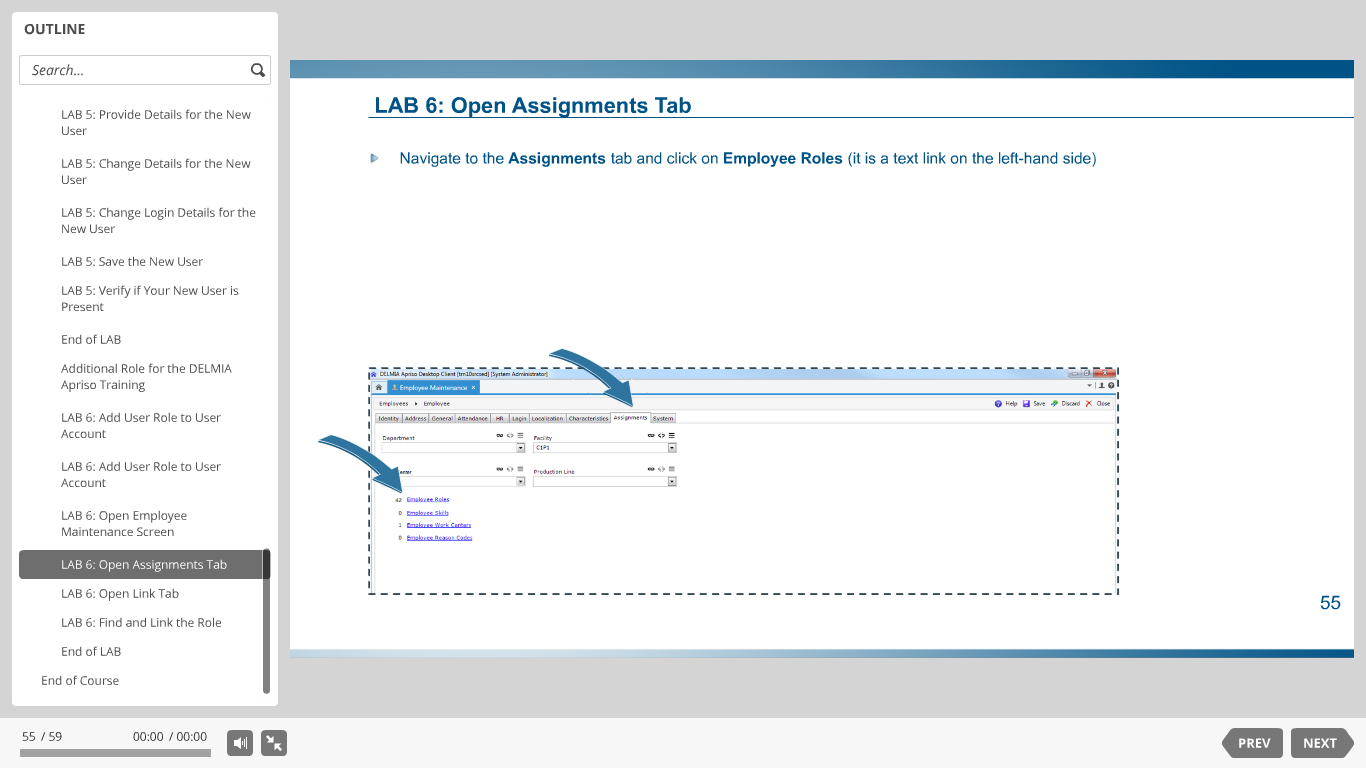 OUTLINE
Search...
LAB 5: Provide Details for the New
User
LAB 5: Change Details for the New
User
LAB 5: Change Login Details for the
New User
LAB 5: Save the New User
LAB 5: Verify if Your New User is
Present
End of LAB
Additional Role for the DELMIA
Apriso Training
LAB 6: Add User Role to User
Account
LAB 6: Add User Role to User
Account
LAB 6: Open Employee
Maintenance Screen
LAB 6: Open Assignments Tab
LAB 6: Open Link Tab
LAB 6: Find and Link the Role
End of LAB
End of Course
LAB 6: Open Assignments Tab
Navigate to the Assignments tab and click on Employee Roles (it is a text link on the left-hand side)
DELMIA Apriso Desktop Client [trn10srcsed] [System Administrator]
Employee Maintenance ×
Employees Employee
Help Save Discard Close
Identity Address General Attendance HR Login Localization Characteristics Assignments System
Department Facility
C1P1
Production Line
42 Employee Roles
0 Employee Skills
1 Employee Work Centers
0 Employee Reason Codes
55
55 / 59 00:00 / 00:00
PREV NEXT